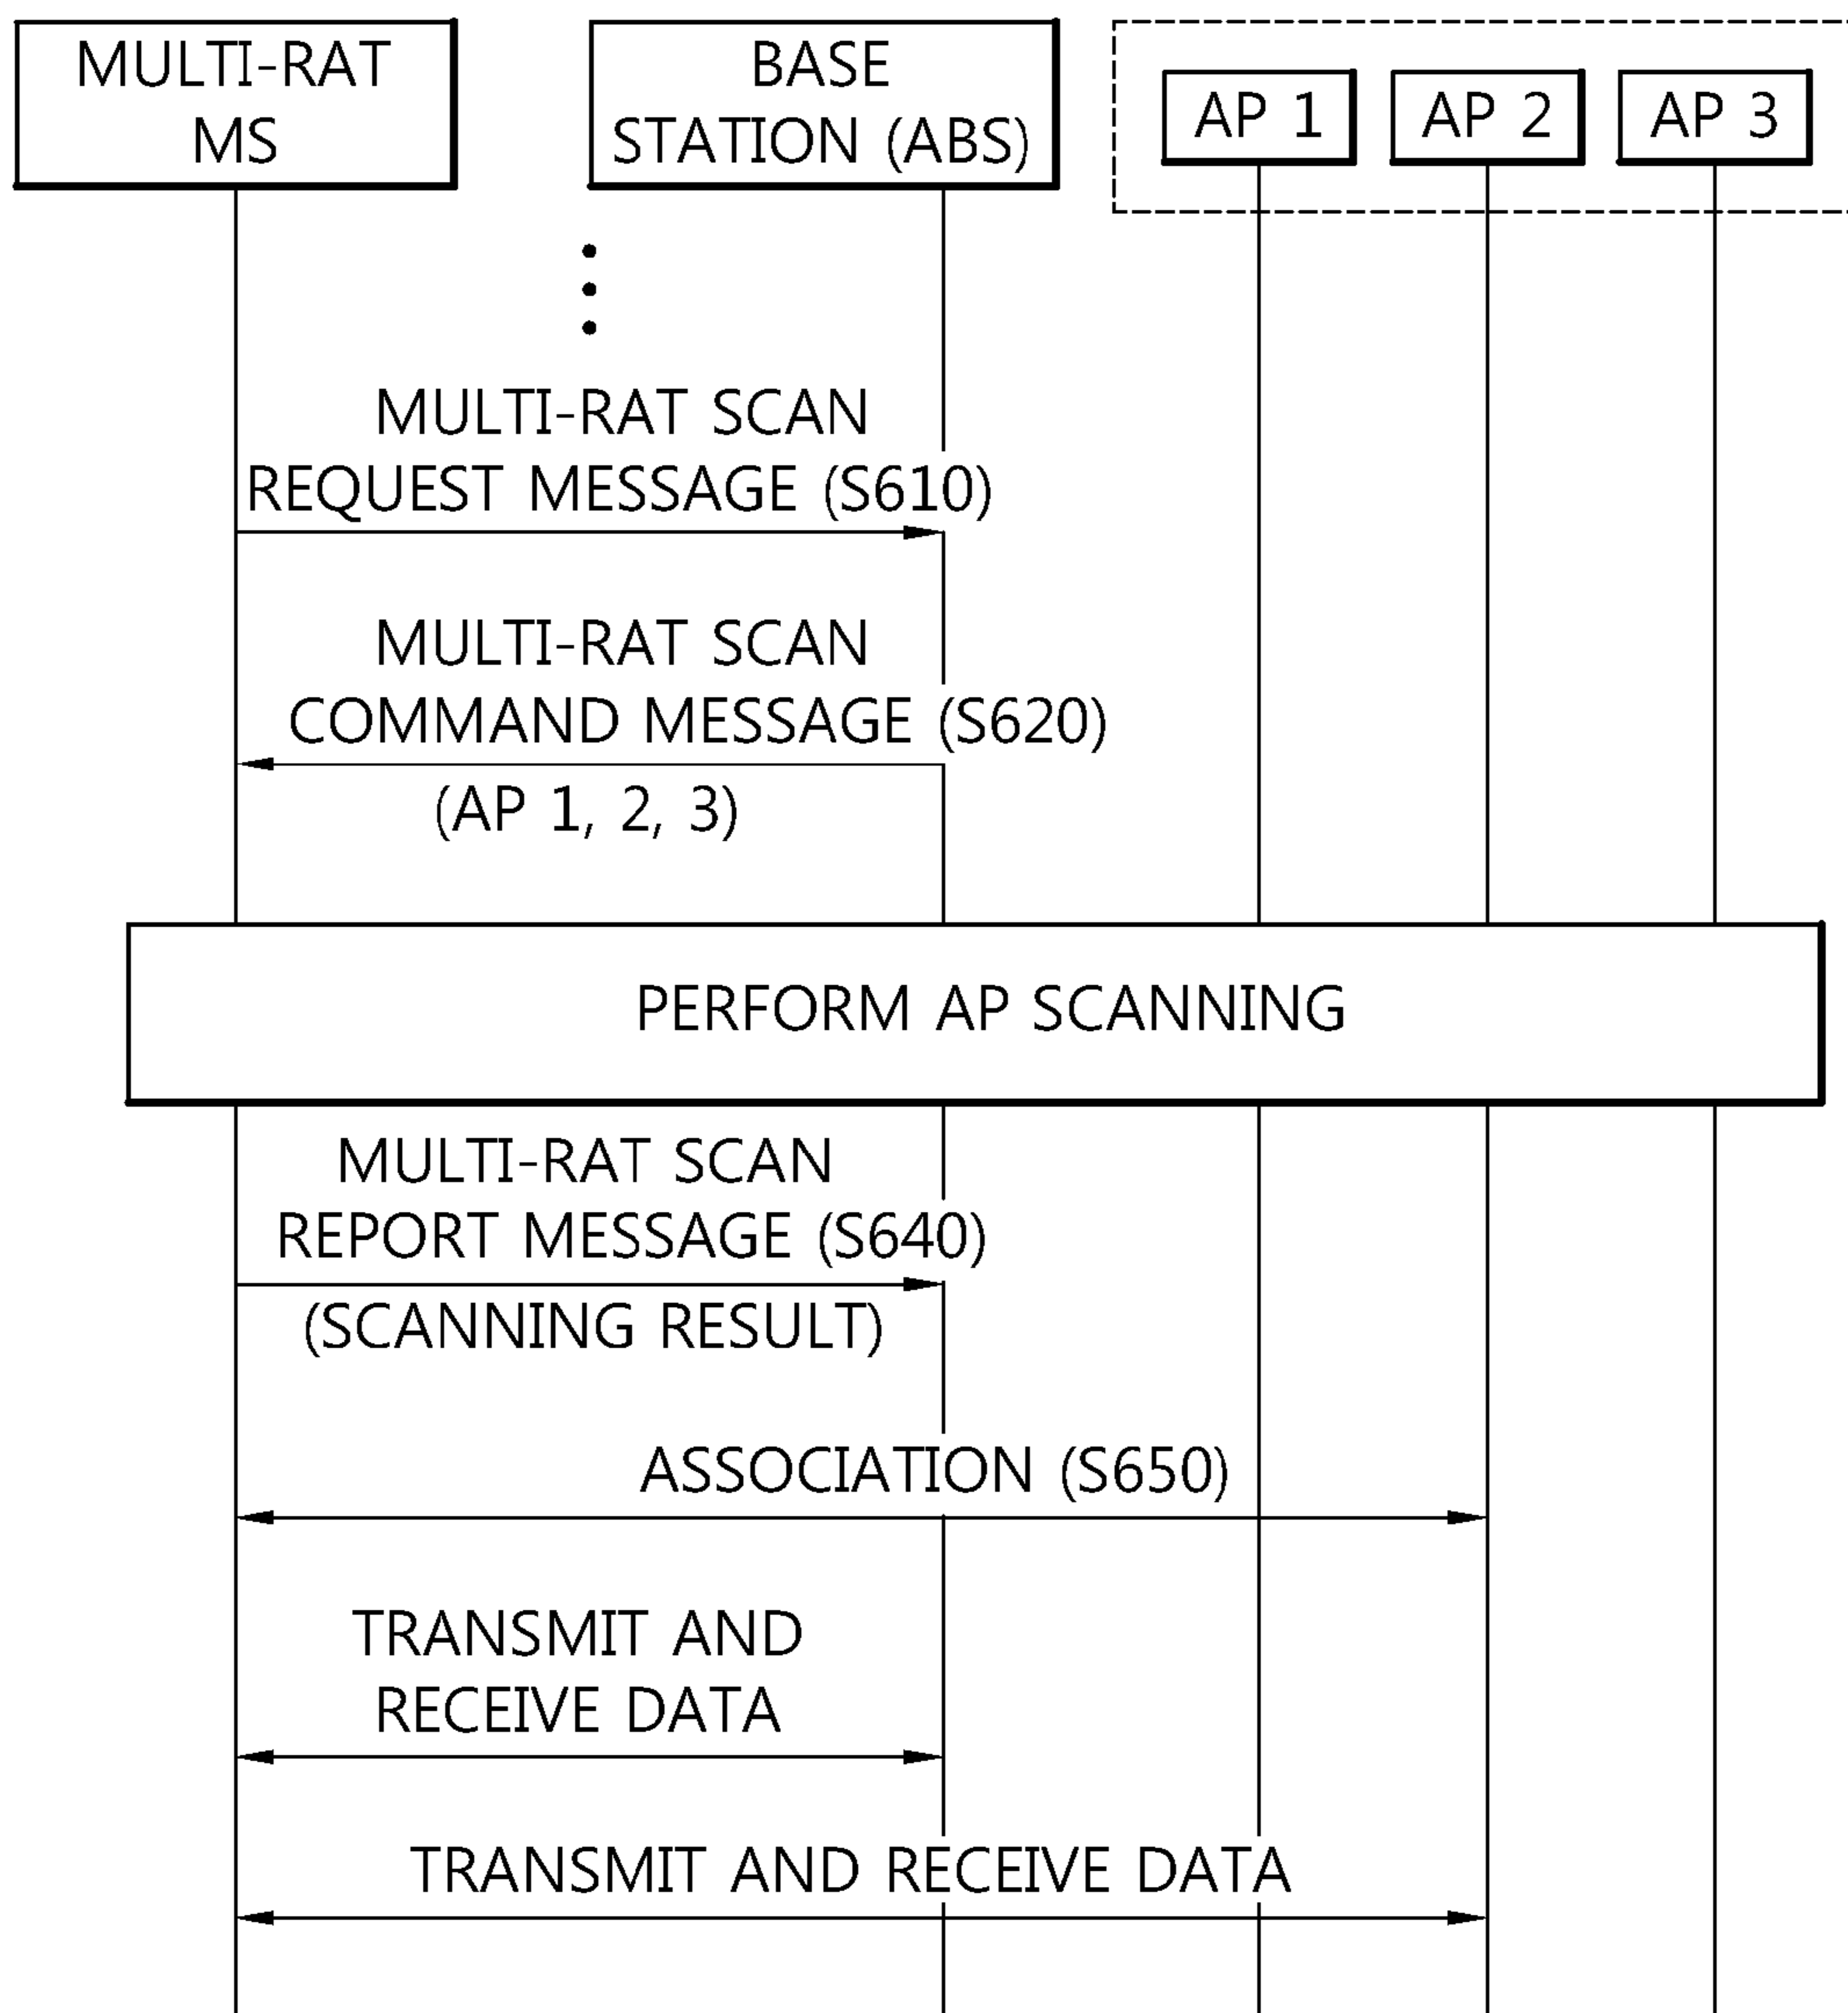 MULTI-RAT
MS
BASE
STATION (ABS)
AP 1
AP 2
AP 3
MULTI-RAT SCAN
REQUEST MESSAGE (S610)
MULTI-RAT SCAN
COMMAND MESSAGE (S620)
(AP 1, 2, 3)
PERFORM AP SCANNING
MULTI-RAT SCAN
REPORT MESSAGE (S640)
(SCANNING RESULT)
ASSOCIATION (S650)
TRANSMIT AND
RECEIVE DATA
TRANSMIT AND RECEIVE DATA